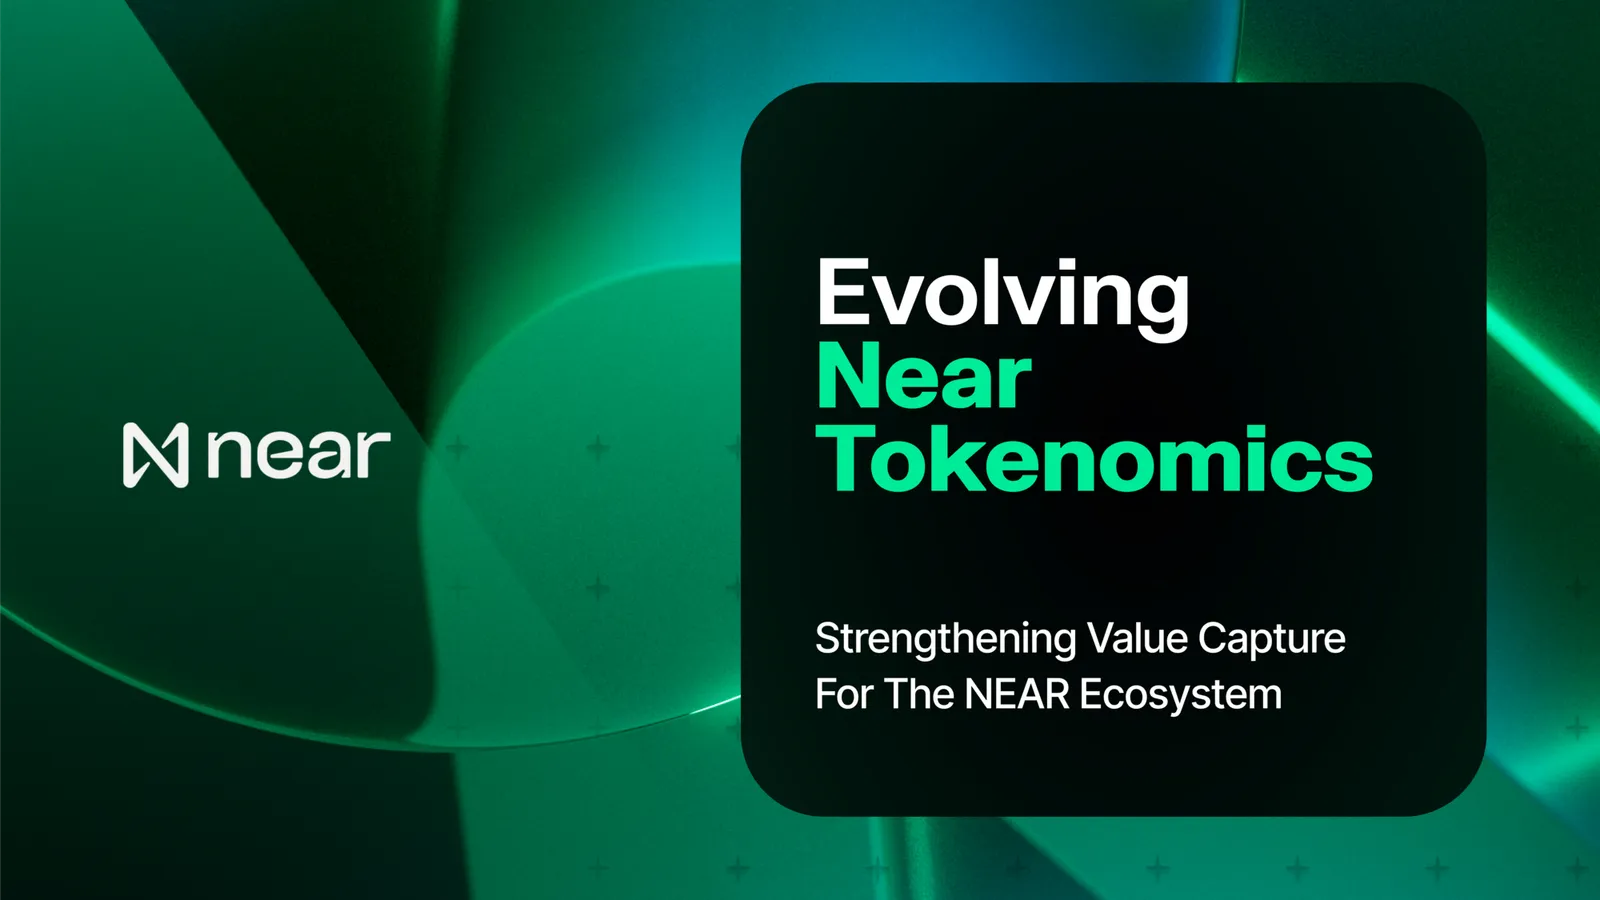 near
Evolving
Near
Tokenomics
Strengthening Value Capture
For The NEAR Ecosystem